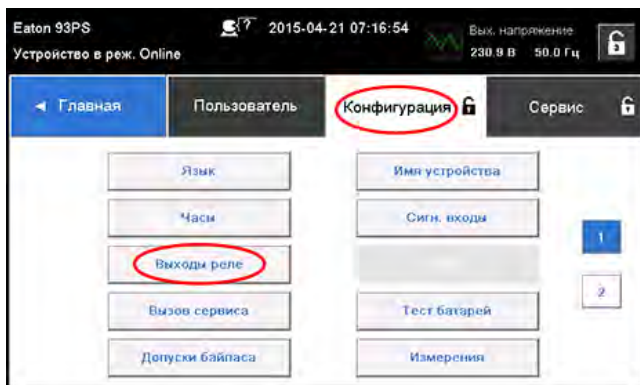 Eaton 93PS
2015-04-21 07:16:54
Вых. напряжение
Устройство в реж. Online
230.9 В 50.0 Гц
Главная
Пользователь
Конфигурация
Сервис
Язык
Имя устройства
Часы
Сигн. входы
1
Выходы реле
2
Вызов сервиса
Тест батарей
Допуски байпаса
Измерения